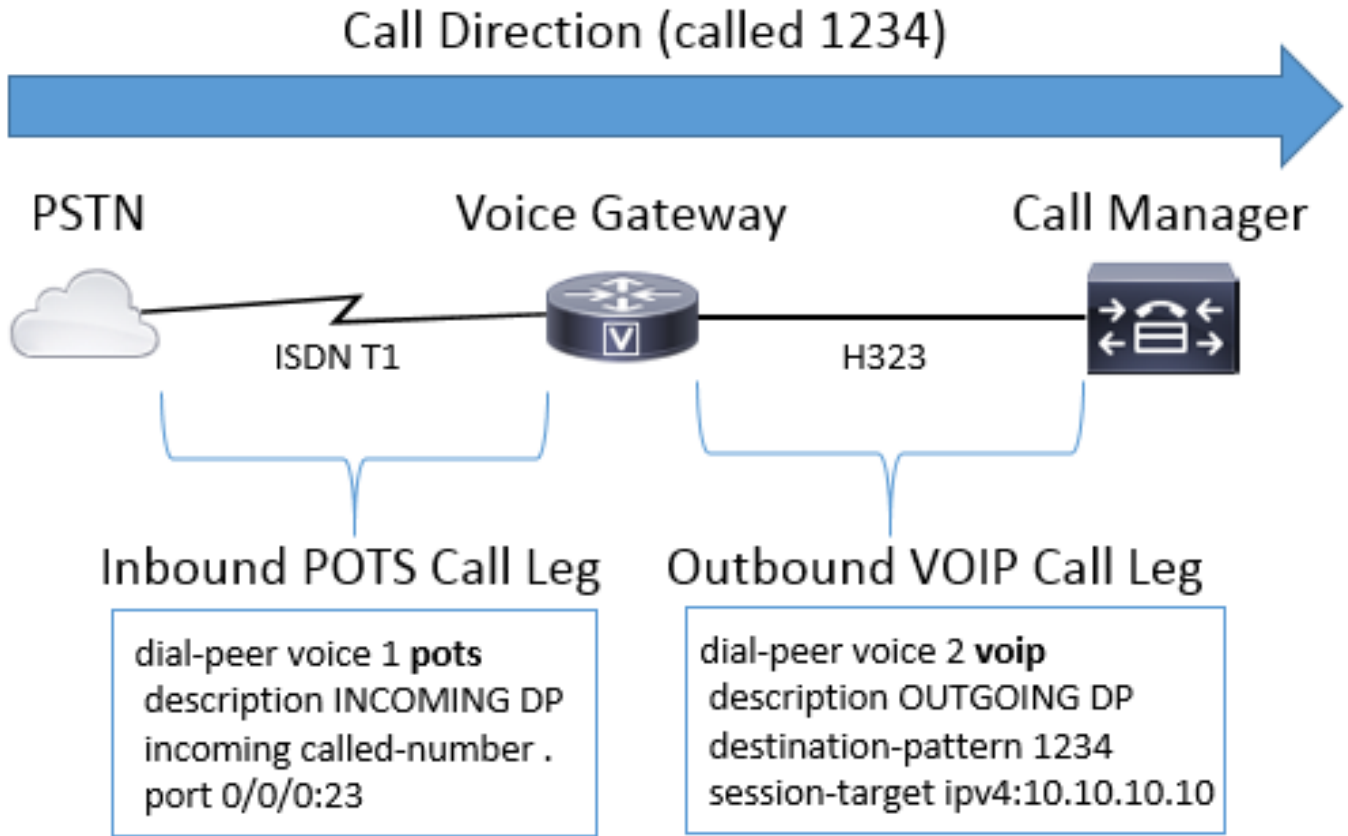 Call Direction (called 1234)
PSTN
Voice Gateway
Call Manager
V
ISDN T1
H323
Inbound POTS Call Leg
dial-peer voice 1 pots
description INCOMING DP
incoming called-number .
port 0/0/0:23
Outbound VOIP Call Leg
dial-peer voice 2 voip
description OUTGOING DP
destination-pattern 1234
session-target ipv4:10.10.10.10